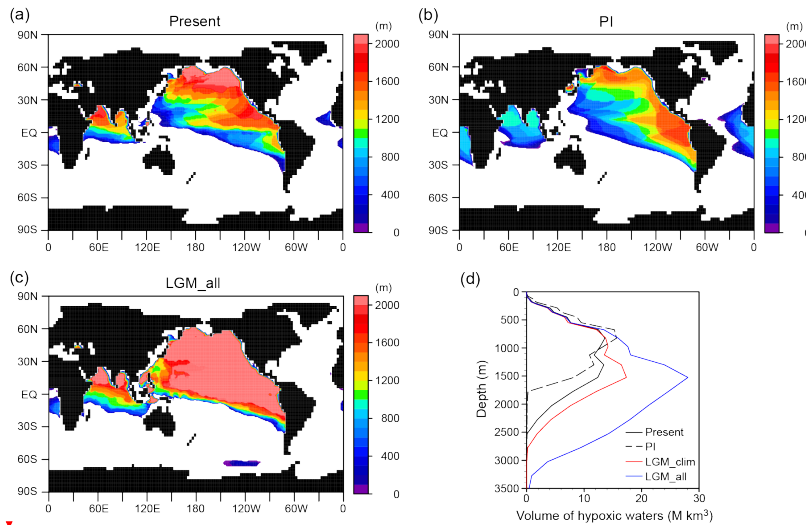 (a) Present (m)
90N
60N
30N
EQ
30S
60S
90S
0 60E 120E 180 120W 60W 0
2000
1600
1200
800
400
0
(b) PI (m)
90N
60N
30N
EQ
30S
60S
90S
0 60E 120E 180 120W 60W 0
2000
1600
1200
800
400
0
(c) LGM_all (m)
90N
60N
30N
EQ
30S
60S
90S
0 60E 120E 180 120W 60W 0
2000
1600
1200
800
400
0
(d)
Depth (m)
0
500
1000
1500
2000
2500
3000
3500
Present
PI
LGM_clim
LGM_all
0 10 20 30
Volume of hypoxic waters (M km³)